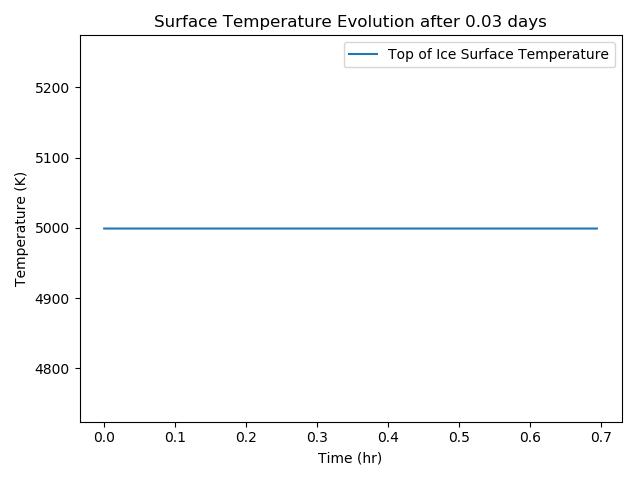 Surface Temperature Evolution after 0.03 days
Top of Ice Surface Temperature
Temperature (K)
5200
5100
5000
4900
4800
0.0 0.1 0.2 0.3 0.4 0.5 0.6 0.7
Time (hr)